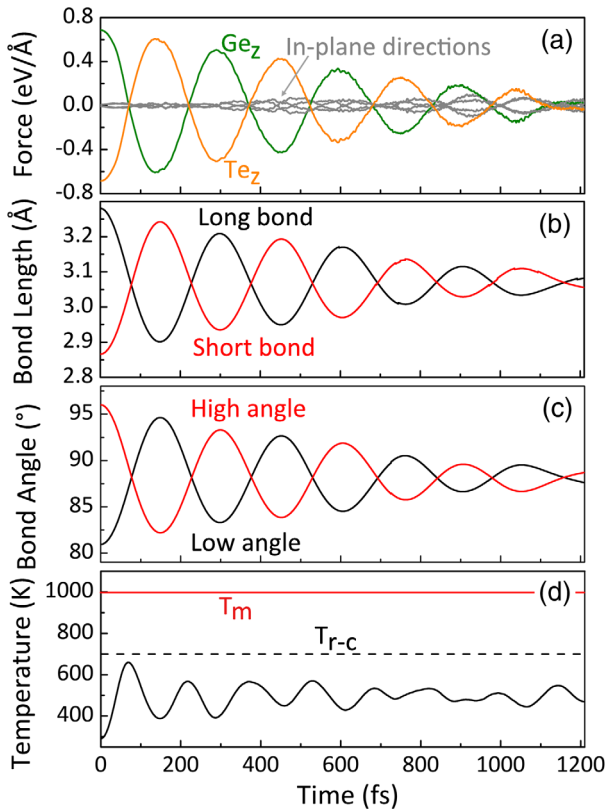 0.8
0.4
0.0
-0.4
-0.8
Force (eV/Å)
Ge_z
In-plane directions
(a)
Te_z
3.2
3.1
3.0
2.9
2.8
Bond Length (Å)
Long bond
(b)
Short bond
95
90
85
80
Bond Angle (°)
High angle
(c)
Low angle
1000
800
600
400
Temperature (K)
T_m
(d)
T_r-c
0 200 400 600 800 1000 1200
Time (fs)